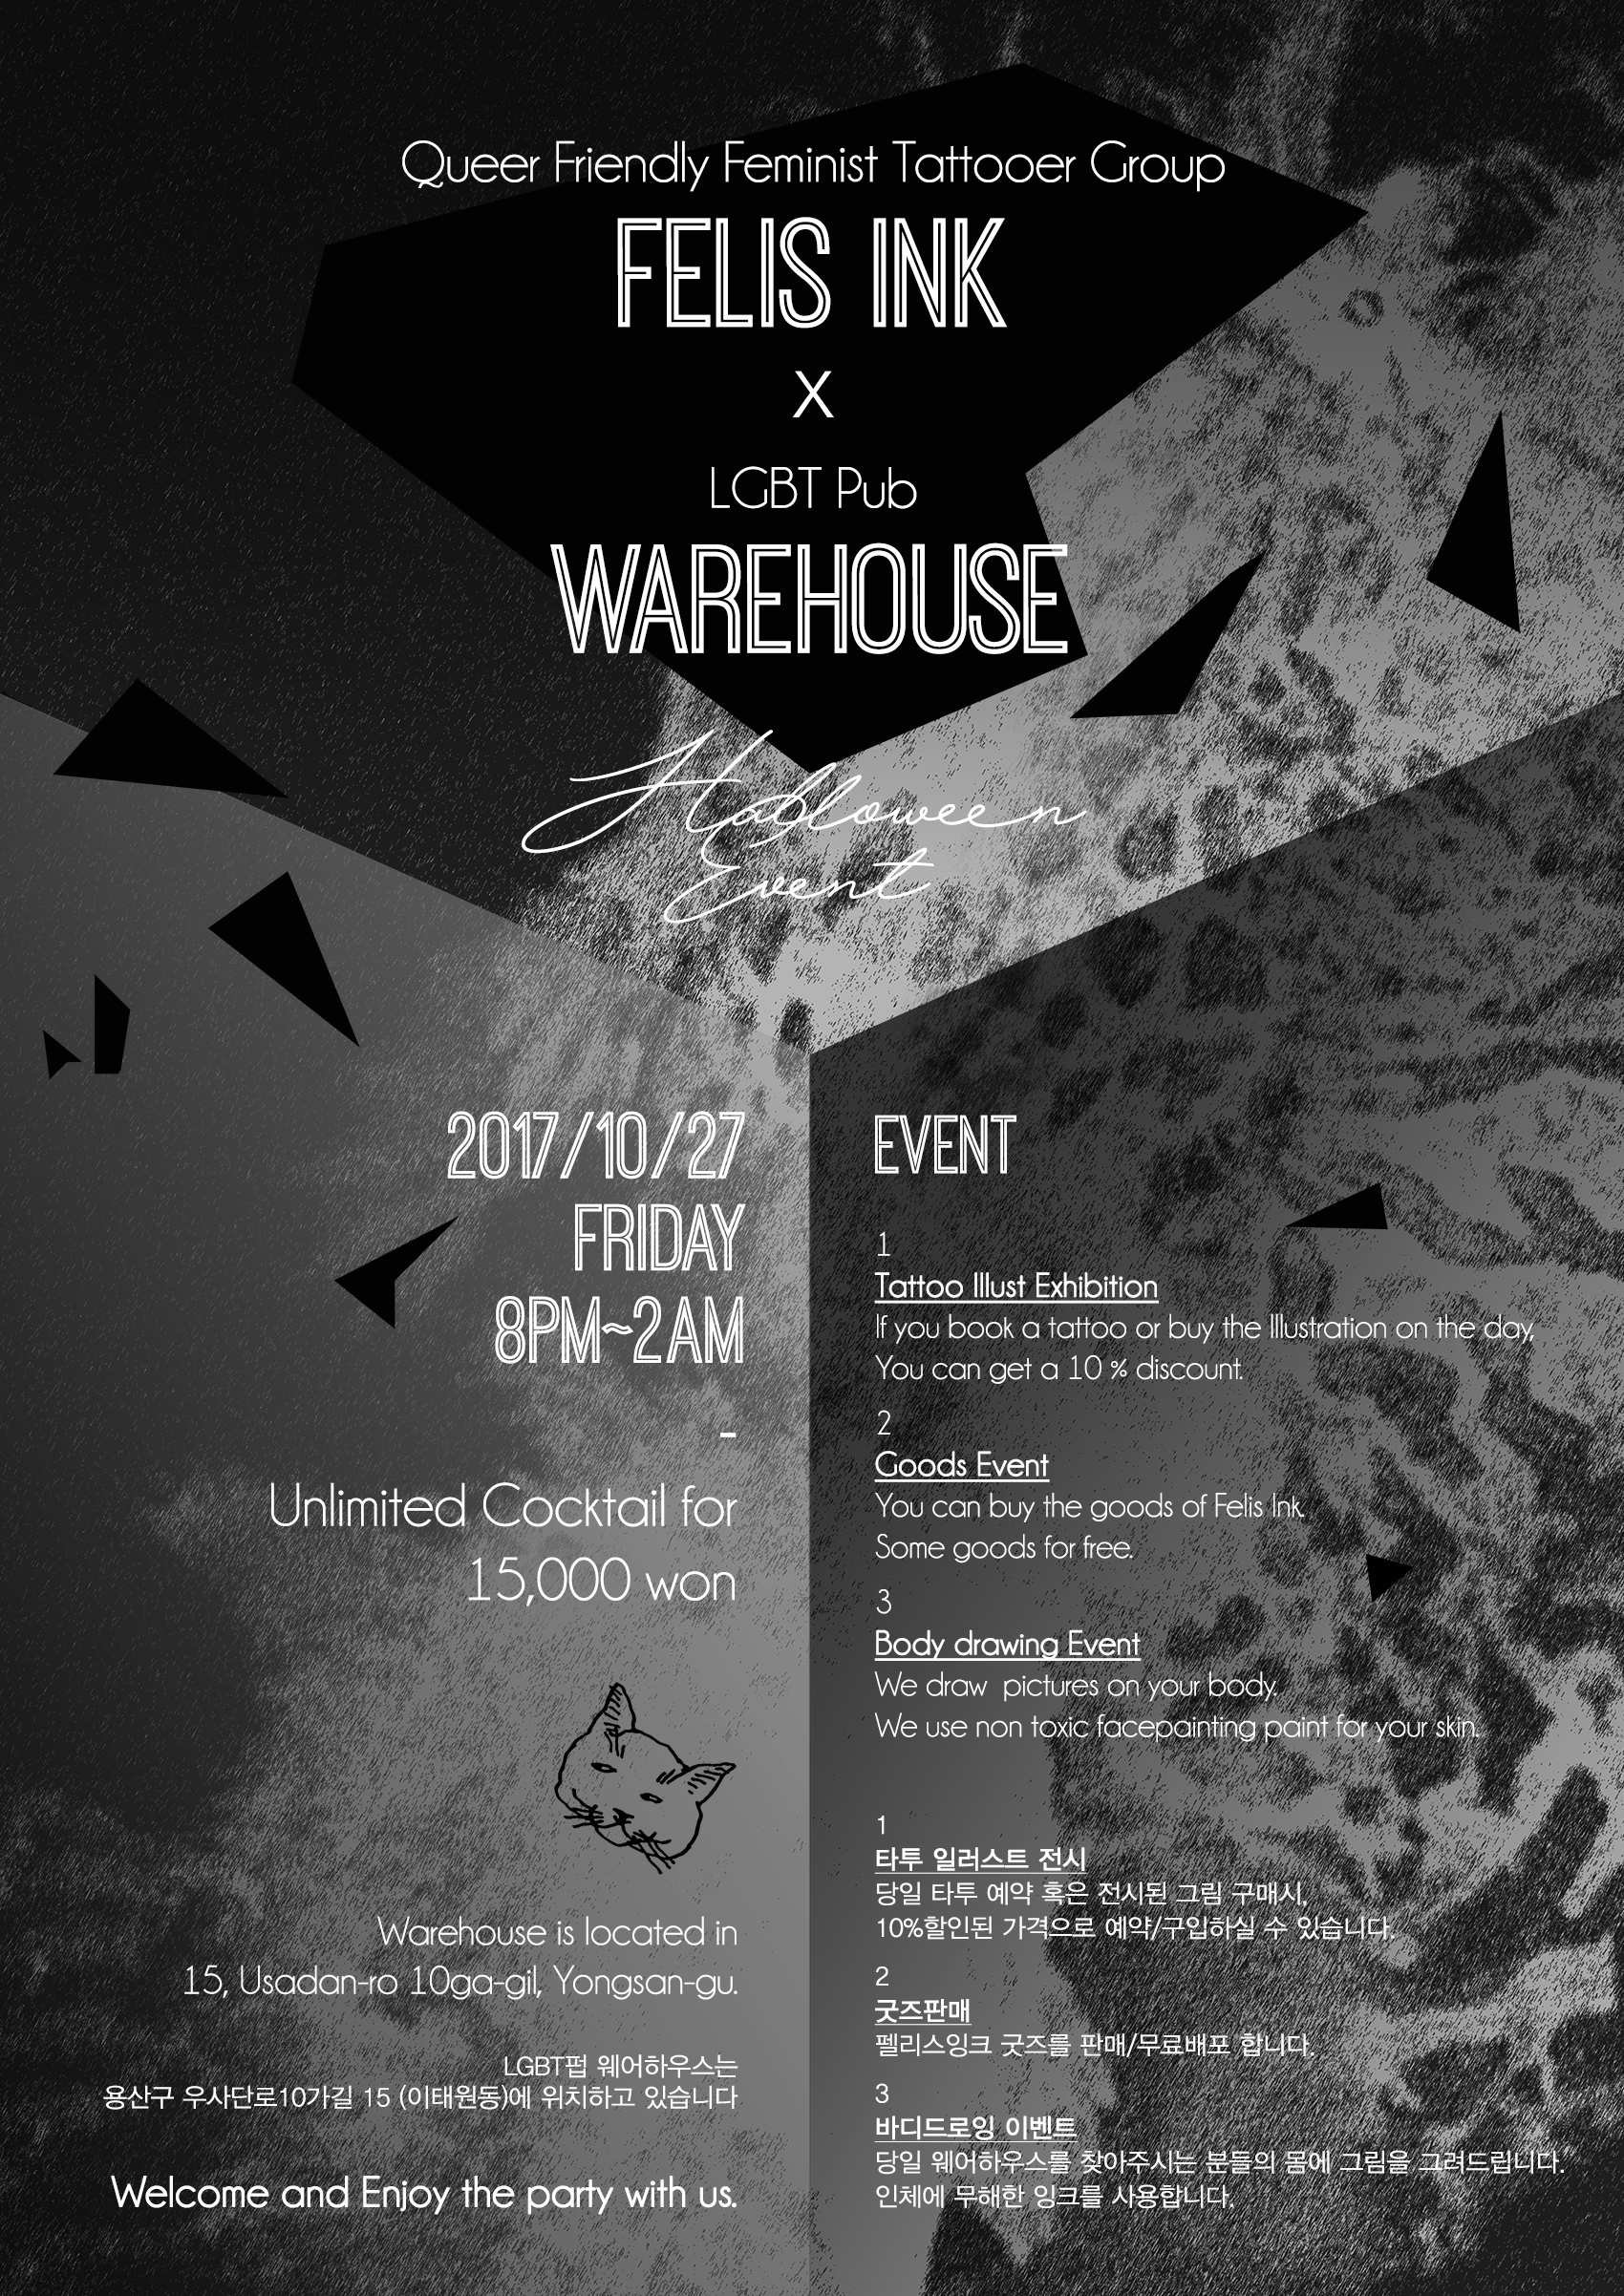 Queer Friendly Feminist Tattooer Group
FELIS INK
X
LGBT Pub
WAREHOUSE
Halloween
Event
2017/10/27
FRIDAY
8PM~2AM
-
Unlimited Cocktail for
15,000 won
Warehouse is located in
15, Usadan-ro 10ga-gil, Yongsan-gu.
LGBT펍 웨어하우스는
용산구 우사단로10가길 15 (이태원동)에 위치하고 있습니다
Welcome and Enjoy the party with us.
EVENT
1
Tattoo Illust Exhibition
If you book a tattoo or buy the Illustration on the day,
You can get a 10 % discount.
2
Goods Event
You can buy the goods of Felis Ink.
Some goods for free.
3
Body drawing Event
We draw  pictures on your body.
We use non toxic facepainting paint for your skin.
1
타투 일러스트 전시
당일 타투 예약 혹은 전시된 그림 구매시,
10%할인된 가격으로 예약/구입하실 수 있습니다.
2
굿즈판매
펠리스잉크 굿즈를 판매/무료배포 합니다.
3
바디드로잉 이벤트
당일 웨어하우스를 찾아주시는 분들의 몸에 그림을 그려드립니다.
인체에 무해한 잉크를 사용합니다.